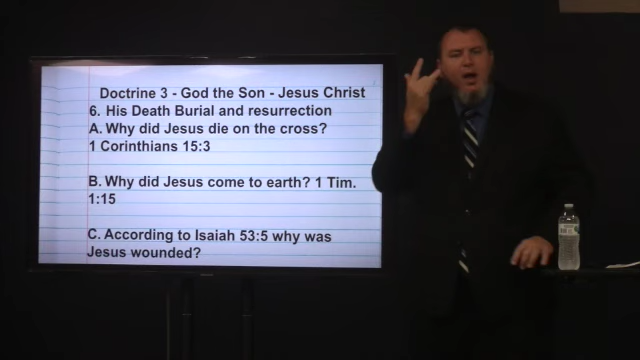 Doctrine 3 - God the Son - Jesus Christ
6. His Death Burial and resurrection
A. Why did Jesus die on the cross?
1 Corinthians 15:3
B. Why did Jesus come to earth? 1 Tim.
1:15
C. According to Isaiah 53:5 why was
Jesus wounded?